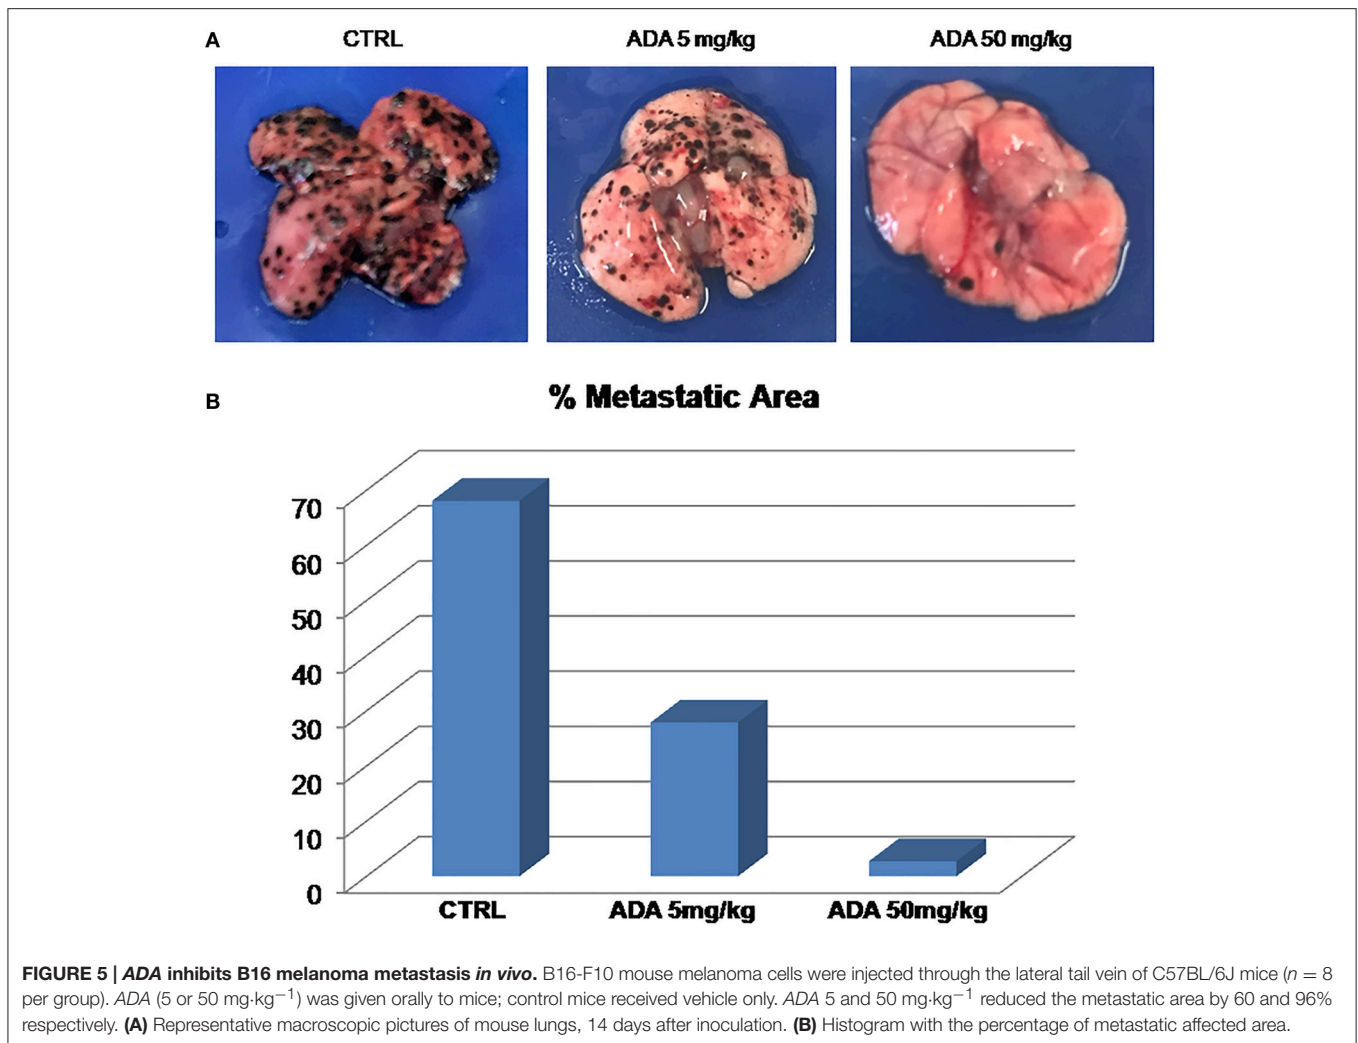 A
CTRL
ADA 5 mg/kg
ADA 50 mg/kg
B
% Metastatic Area
70
60
50
40
30
20
10
0
CTRL
ADA 5mg/kg
ADA 50mg/kg
FIGURE 5 | ADA inhibits B16 melanoma metastasis in vivo. B16-F10 mouse melanoma cells were injected through the lateral tail vein of C57BL/6J mice (n = 8
per group). ADA (5 or 50 mg·kg⁻¹) was given orally to mice; control mice received vehicle only. ADA 5 and 50 mg·kg⁻¹ reduced the metastatic area by 60 and 96%
respectively. (A) Representative macroscopic pictures of mouse lungs, 14 days after inoculation. (B) Histogram with the percentage of metastatic affected area.